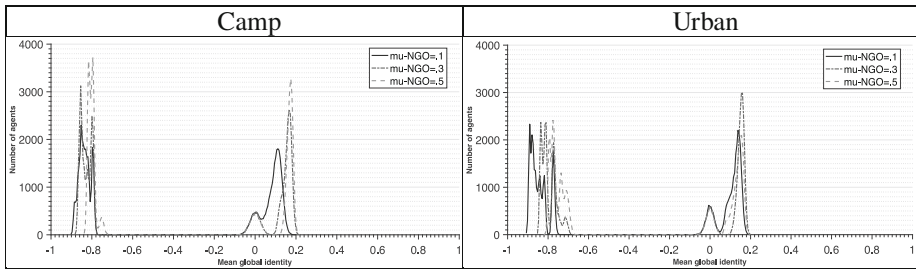 Camp
Urban
4000
3000
2000
1000
0
Number of agents
mu-NGO=.1
mu-NGO=.3
mu-NGO=.5
-1 -0.8 -0.6 -0.4 -0.2 0 0.2 0.4 0.6 0.8 1
Mean global identity
4000
3000
2000
1000
0
Number of agents
mu-NGO=.1
mu-NGO=.3
mu-NGO=.5
-1 -0.8 -0.6 -0.4 -0.2 0 0.2 0.4 0.6 0.8 1
Mean global identity